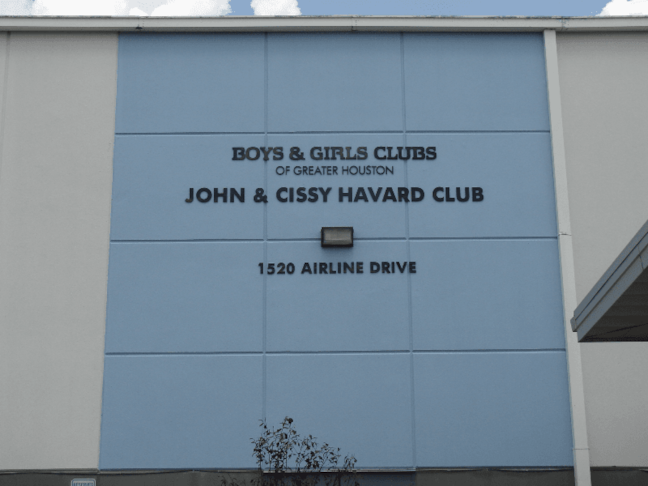 BOYS & GIRLS CLUBS
OF GREATER HOUSTON
JOHN & CISSY HAVARD CLUB
1520 AIRLINE DRIVE